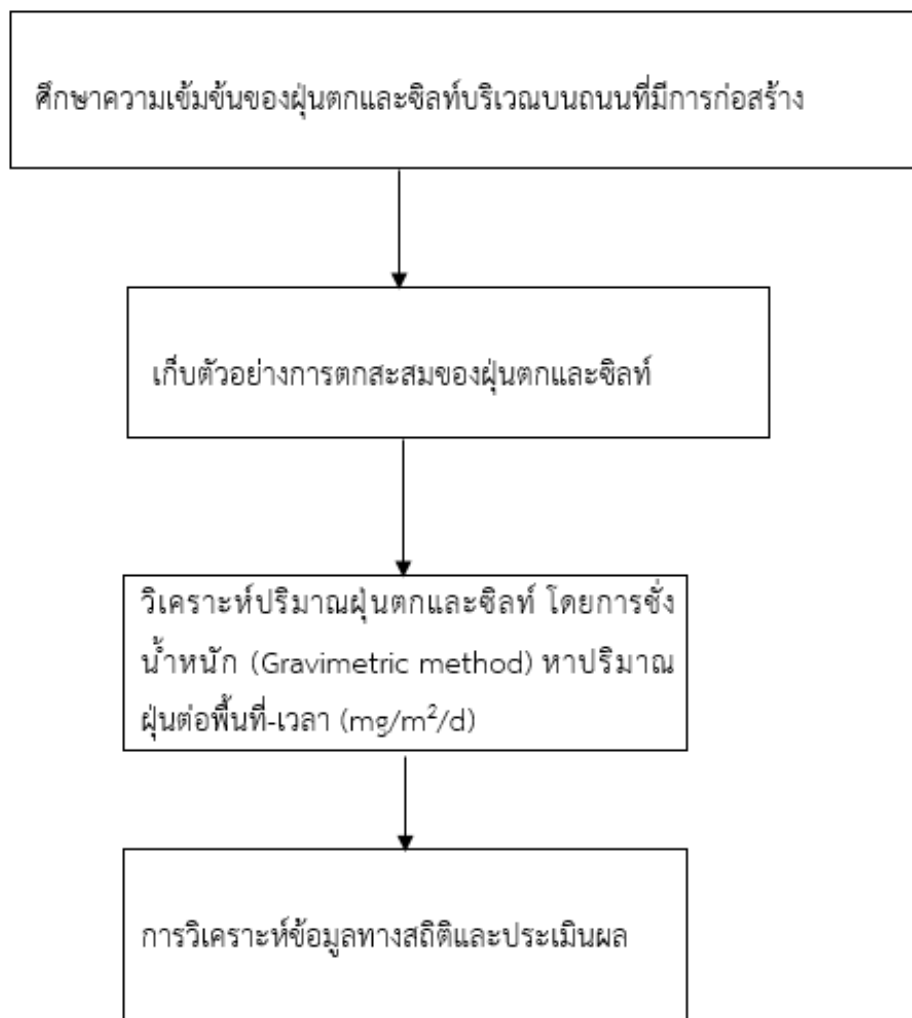 ศึกษาความเข้มข้นของฝุ่นตกและซิลท์บริเวณบนถนนที่มีการก่อสร้าง
เก็บตัวอย่างการตกสะสมของฝุ่นตกและซิลท์
วิเคราะห์ปริมาณฝุ่นตกและซิลท์ โดยการชั่ง
น้ำหนัก (Gravimetric method) หาปริมาณ
ฝุ่นต่อพื้นที่-เวลา (mg/m²/d)
การวิเคราะห์ข้อมูลทางสถิติและประเมินผล